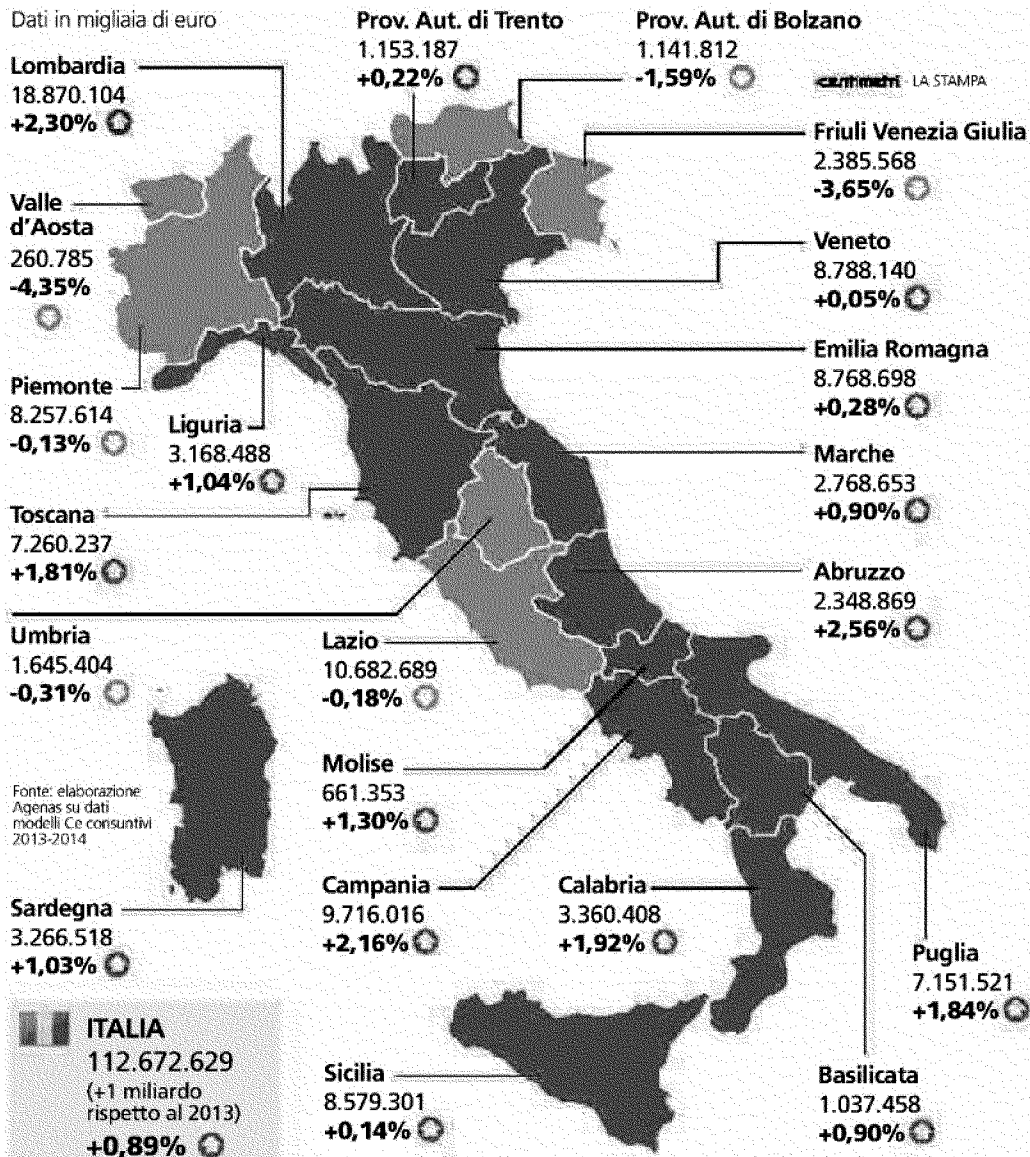 Dati in migliaia di euro
Prov. Aut. di Trento
1.153.187
+0,22%
Prov. Aut. di Bolzano
1.141.812
-1,59%
centimetri - LA STAMPA
Lombardia
18.870.104
+2,30%
Friuli Venezia Giulia
2.385.568
-3,65%
Valle
d'Aosta
260.785
-4,35%
Veneto
8.788.140
+0,05%
Emilia Romagna
8.768.698
+0,28%
Piemonte
8.257.614
-0,13%
Liguria
3.168.488
+1,04%
Marche
2.768.653
+0,90%
Toscana
7.260.237
+1,81%
Abruzzo
2.348.869
+2,56%
Umbria
1.645.404
-0,31%
Lazio
10.682.689
-0,18%
Molise
661.353
+1,30%
Fonte: elaborazione
Agenas su dati
modelli Ce consuntivi
2013-2014
Campania
9.716.016
+2,16%
Calabria
3.360.408
+1,92%
Sardegna
3.266.518
+1,03%
Puglia
7.151.521
+1,84%
ITALIA
112.672.629
(+1 miliardo
rispetto al 2013)
+0,89%
Sicilia
8.579.301
+0,14%
Basilicata
1.037.458
+0,90%